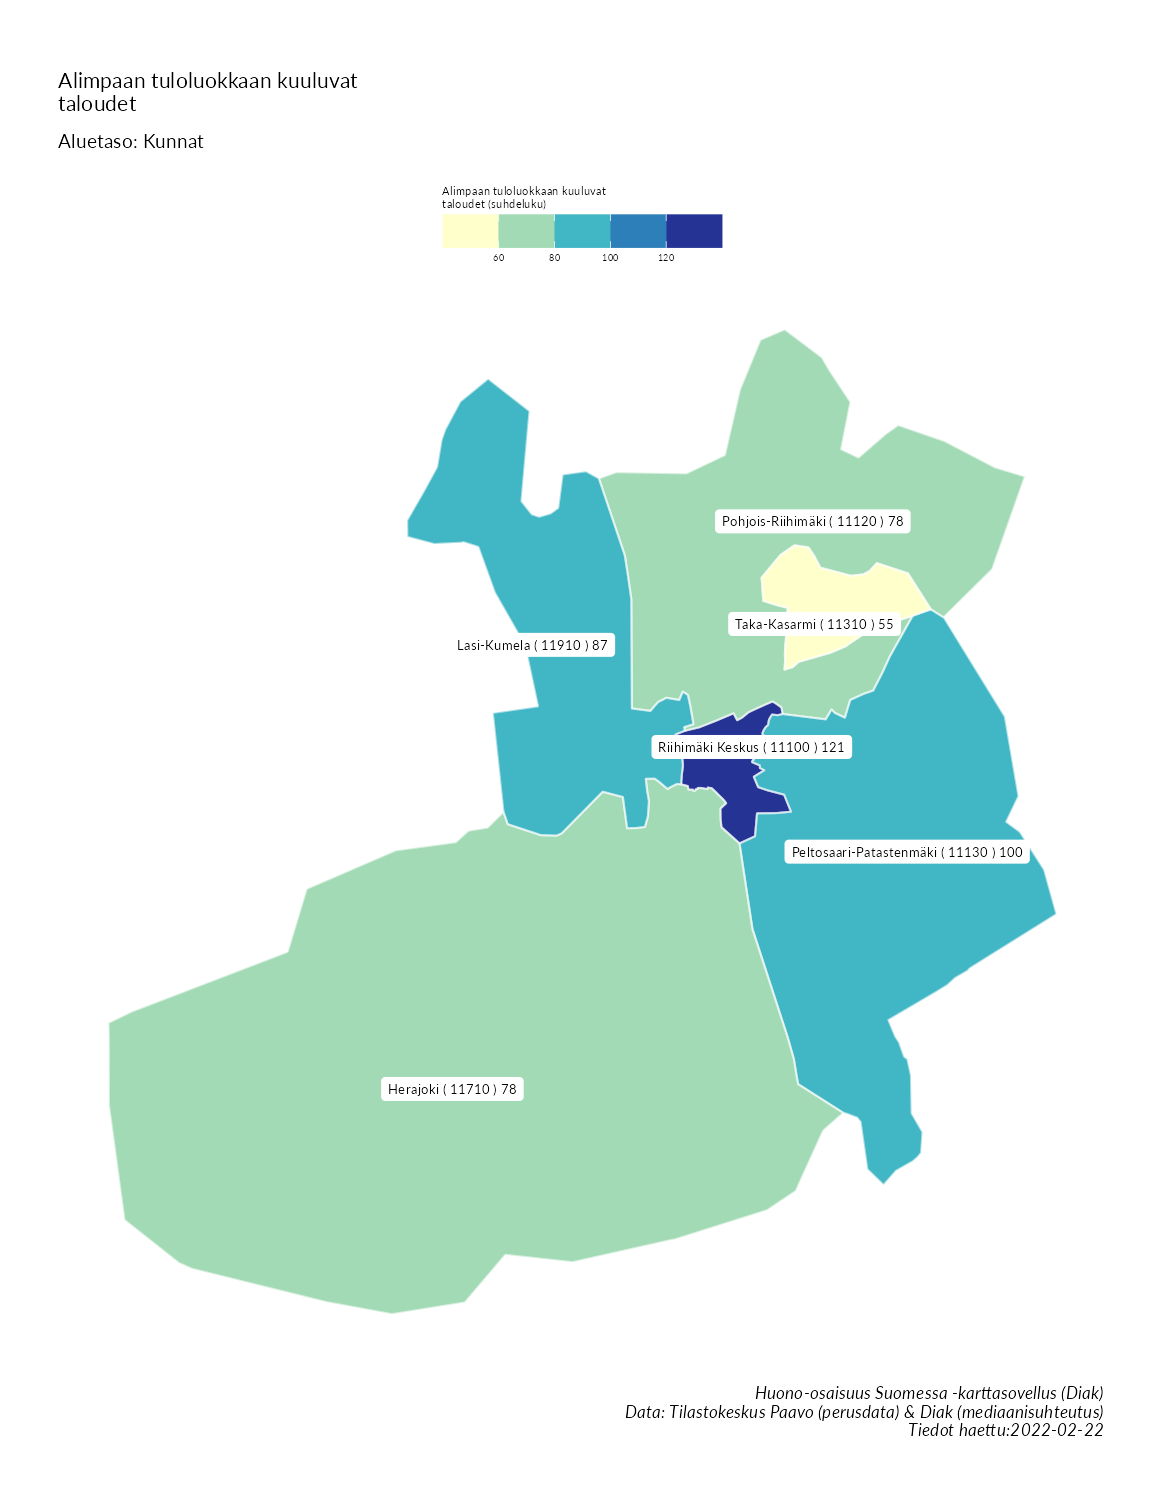 Alimpaan tuloluokkaan kuuluvat
taloudet
Aluetaso: Kunnat
Alimpaan tuloluokkaan kuuluvat
taloudet (suhdeluku)
60 80 100 120
Pohjois-Riihimäki ( 11120 ) 78
Taka-Kasarmi ( 11310 ) 55
Lasi-Kumela ( 11910 ) 87
Riihimäki Keskus ( 11100 ) 121
Peltosaari-Patastenmäki ( 11130 ) 100
Herajoki ( 11710 ) 78
Huono-osaisuus Suomessa -karttasovellus (Diak)
Data: Tilastokeskus Paavo (perusdata) & Diak (mediaanisuhteutus)
Tiedot haettu:2022-02-22